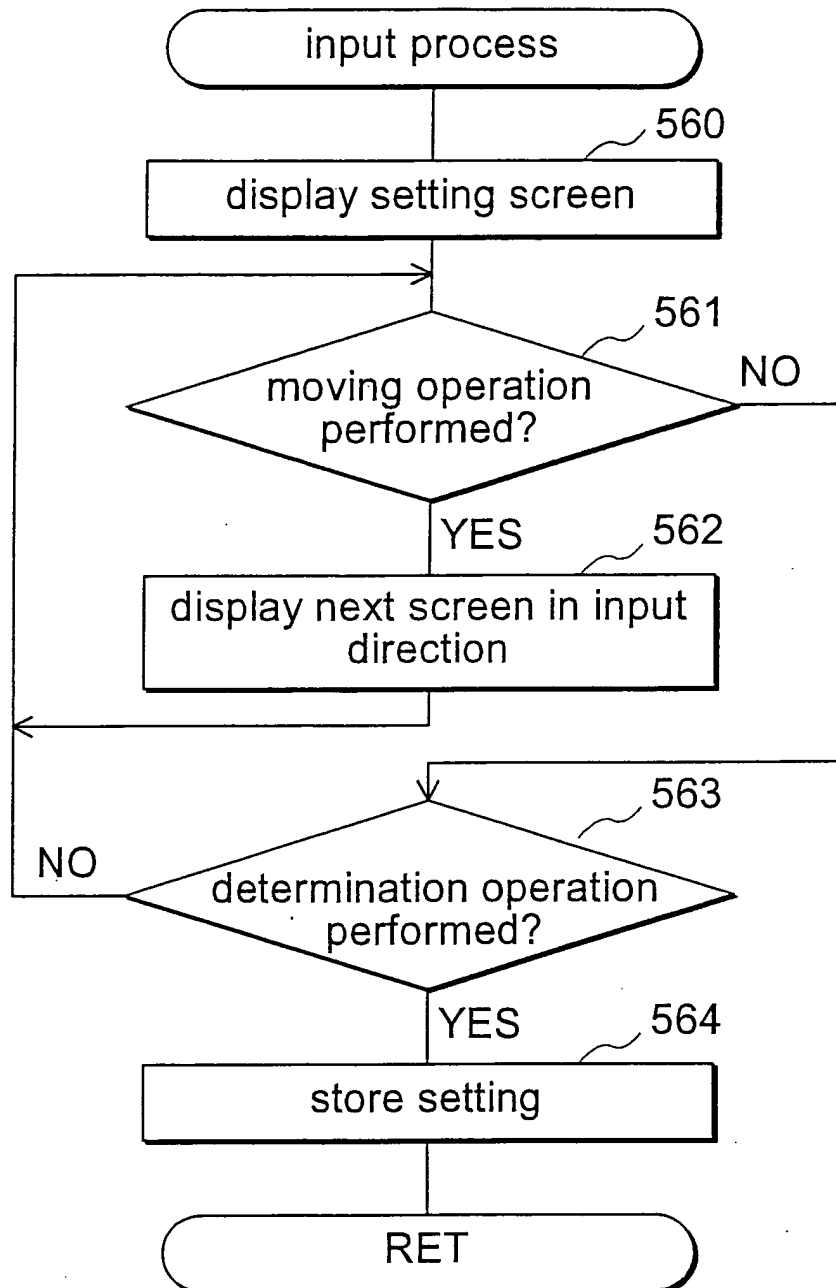 input process
560
display setting screen
561
moving operation
performed?
NO
YES
562
display next screen in input
direction
563
NO
determination operation
performed?
YES
564
store setting
RET